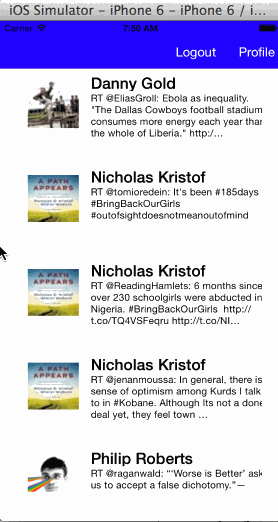 iOS Simulator - iPhone 6 - iPhone 6 / i...
Carrier 7:50 AM
Logout Profile
Danny Gold
RT @EliasGroll: Ebola as inequality.
"The Dallas Cowboys football stadium
consumes more energy each year than
the whole of Liberia." http:/...
Nicholas Kristof
RT @tomioredein: It's been #185days
#BringBackOurGirls
#outofsightdoesnotmeanoutofmind
A PATH
APPEARS
Nicholas Kristof
RT @ReadingHamlets: 6 months since
over 230 schoolgirls were abducted in
Nigeria. #BringBackOurGirls http://
t.co/TQ4VSFeqru http://t.co/NI...
A PATH
APPEARS
Nicholas Kristof
RT @jenanmoussa: In general, there is
sense of optimism among Kurds I talk
to in #Kobane. Although Its not a done
deal yet, they feel town ...
A PATH
APPEARS
Philip Roberts
RT @raganwald: “‘Worse is Better’ ask
us to accept a false dichotomy.”—